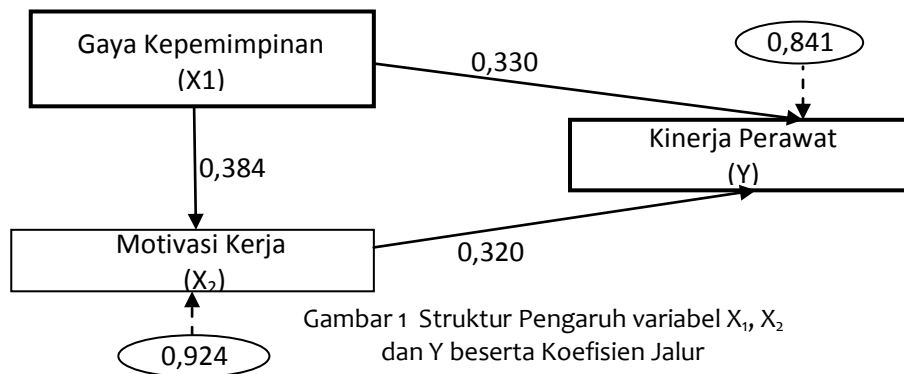 Gaya Kepemimpinan
(X1)
0,841
0,330
Kinerja Perawat
(Y)
0,384
Motivasi Kerja
(X₂)
0,320
Gambar 1 Struktur Pengaruh variabel X₁, X₂
dan Y beserta Koefisien Jalur
0,924